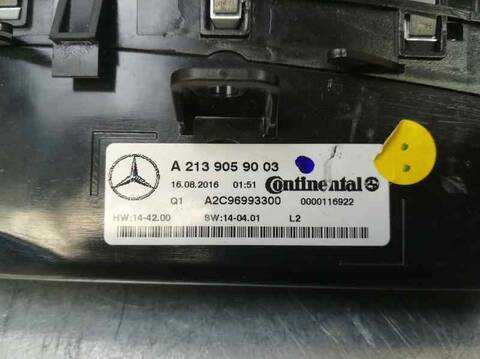 A 213 905 90 03
16.08.2016 01:51 Continental
Q1 A2C96993300 0000116922
HW:14-42.00 SW:14-04.01 L2